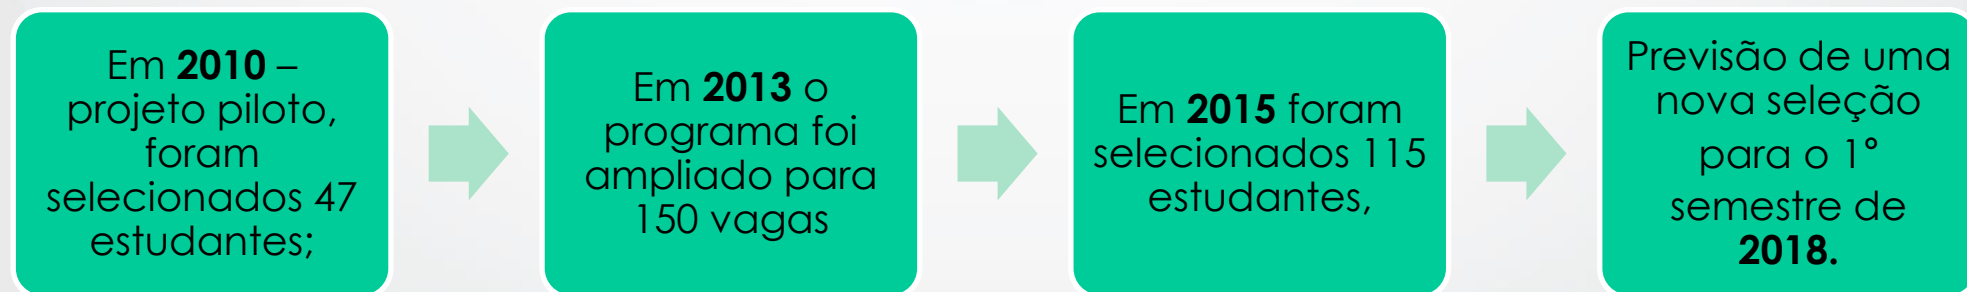 Em 2010 –
projeto piloto,
foram
selecionados 47
estudantes;
Em 2013 o
programa foi
ampliado para
150 vagas
Em 2015 foram
selecionados 115
estudantes,
Previsão de uma
nova seleção
para o 1°
semestre de
2018.